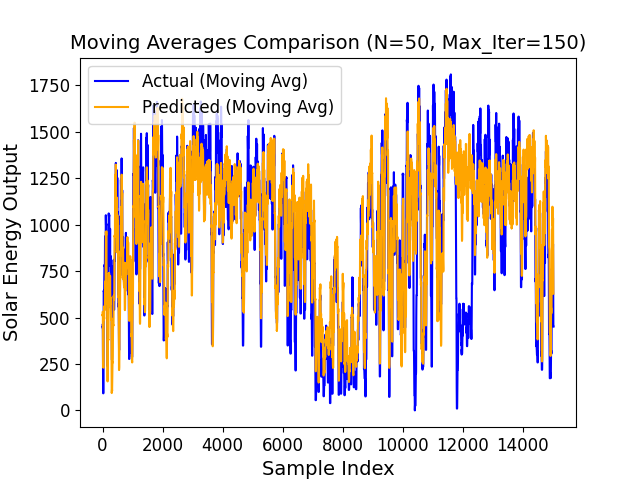 Moving Averages Comparison (N=50, Max_Iter=150)
Actual (Moving Avg)
Predicted (Moving Avg)
Solar Energy Output
1750
1500
1250
1000
750
500
250
0
0 2000 4000 6000 8000 10000 12000 14000
Sample Index